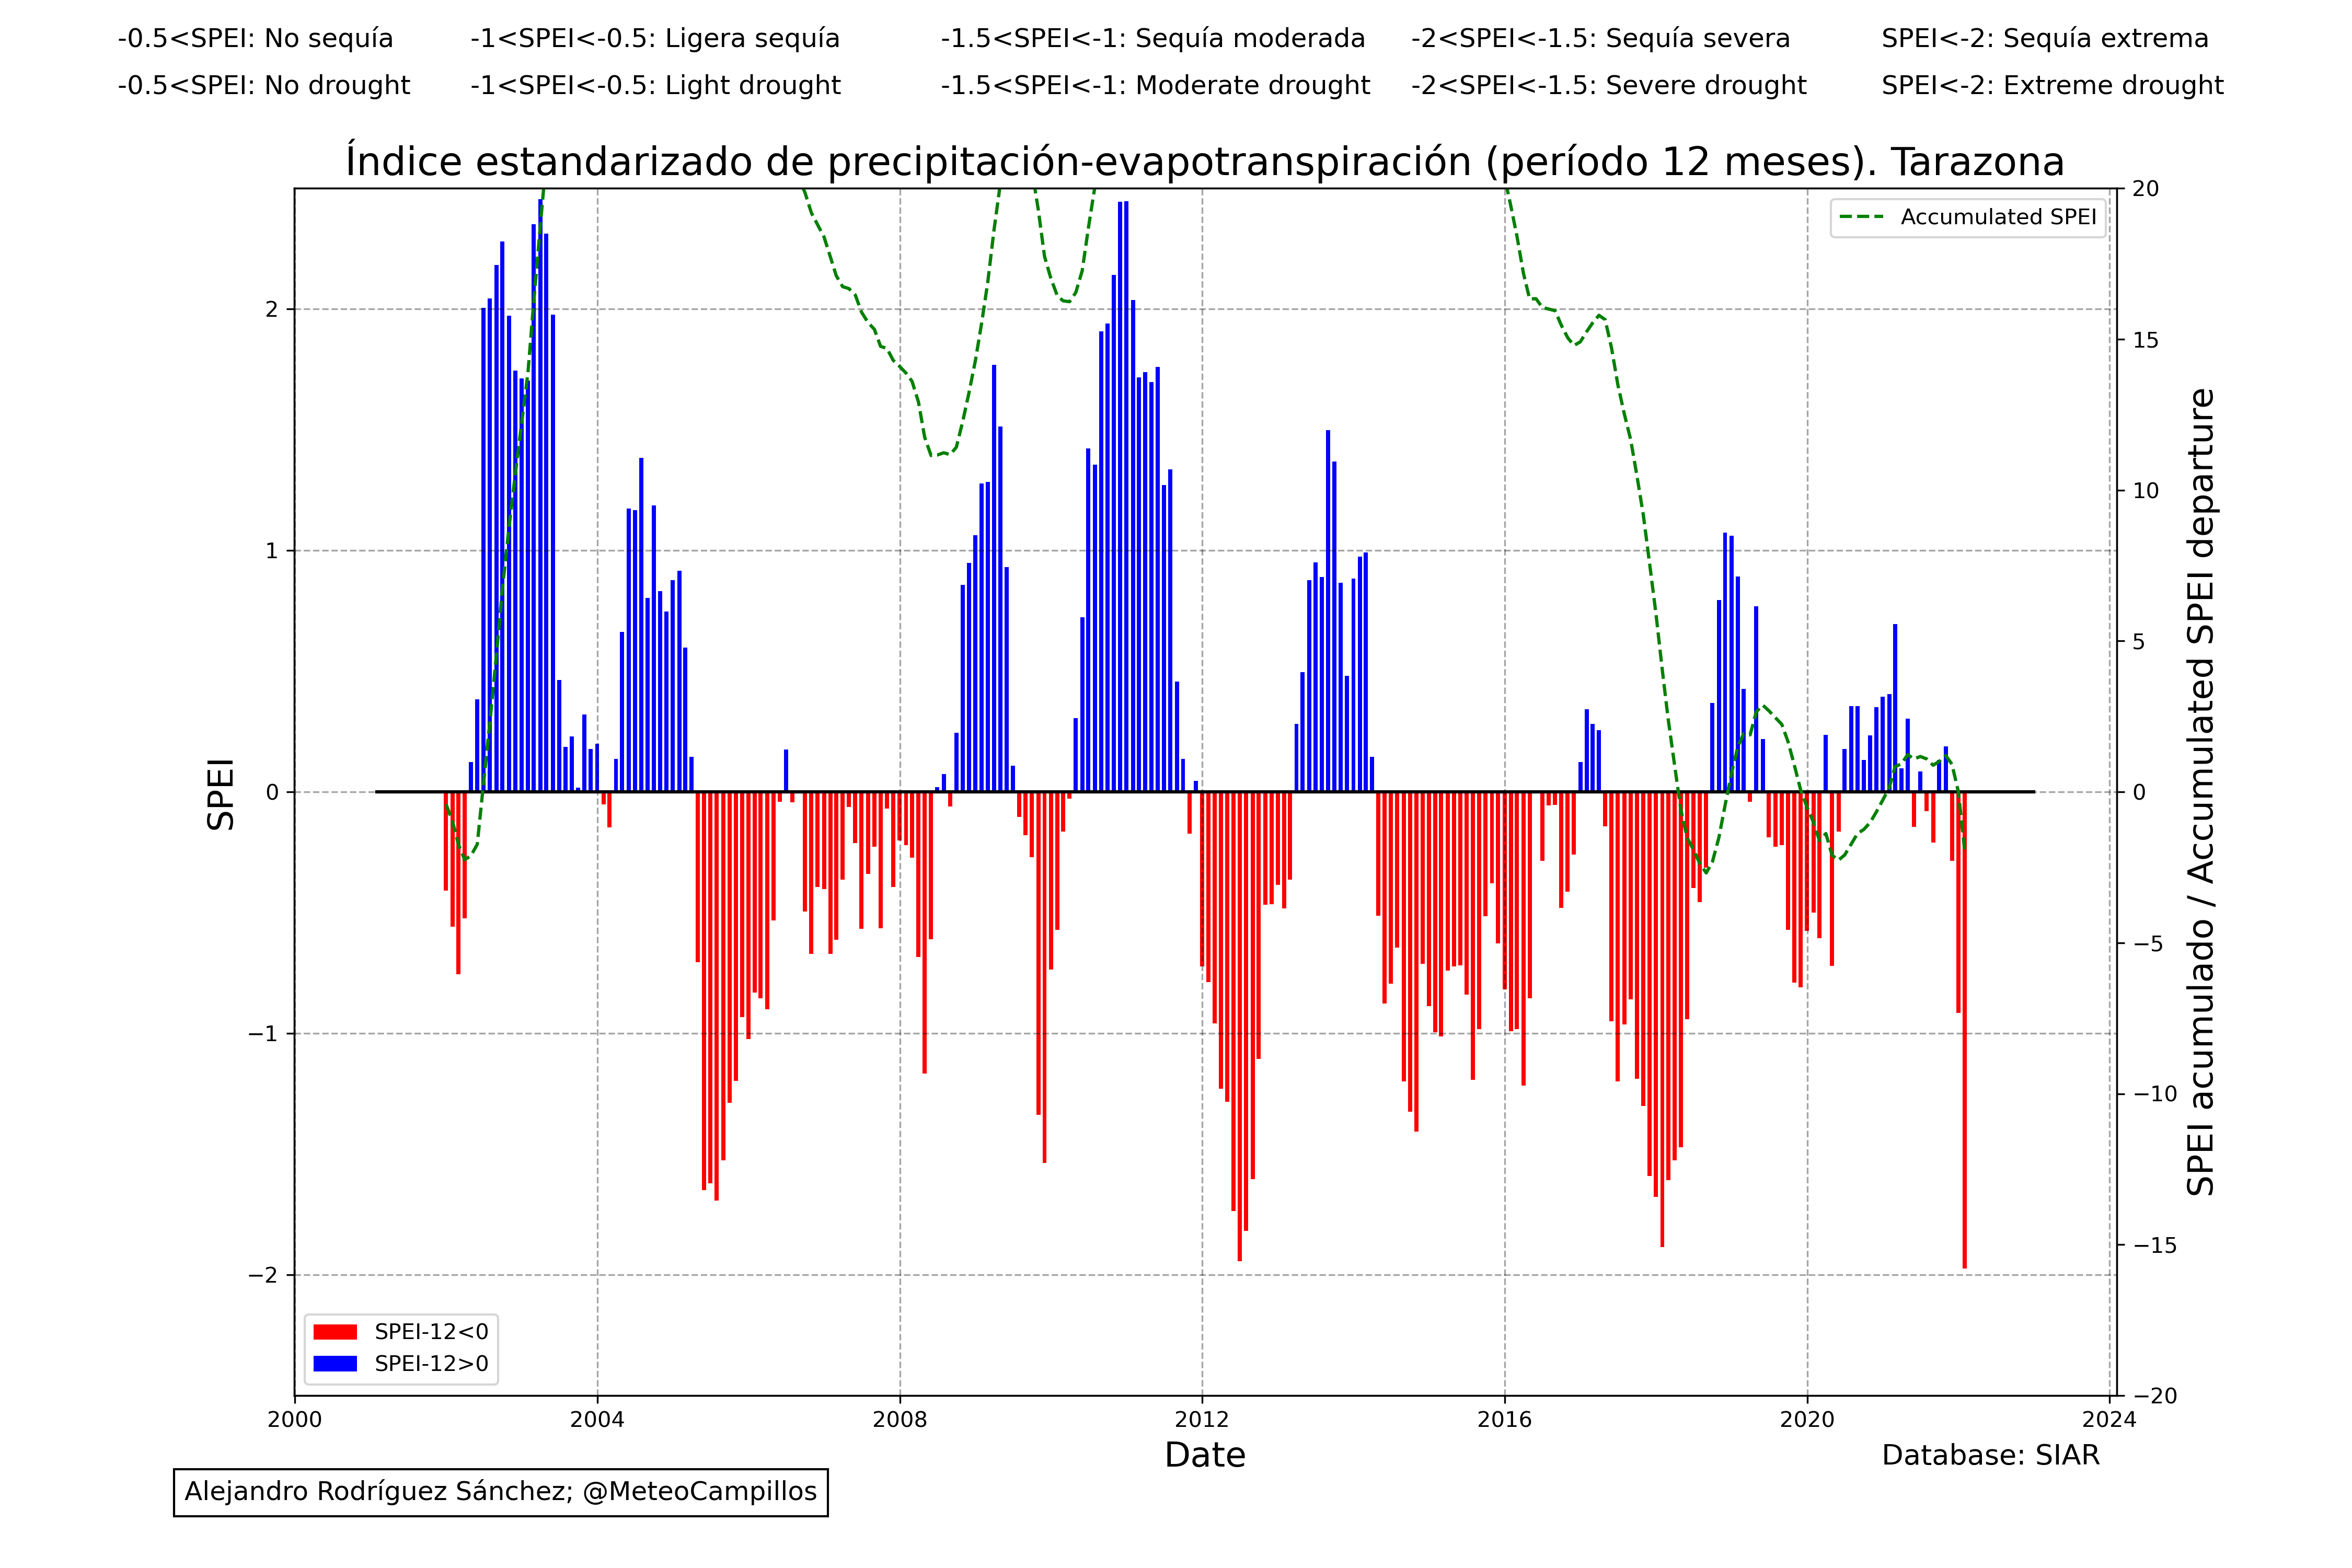 -0.5<SPEI: No sequía
-1<SPEI<-0.5: Ligera sequía
-1.5<SPEI<-1: Sequía moderada
-2<SPEI<-1.5: Sequía severa
SPEI<-2: Sequía extrema
-0.5<SPEI: No drought
-1<SPEI<-0.5: Light drought
-1.5<SPEI<-1: Moderate drought
-2<SPEI<-1.5: Severe drought
SPEI<-2: Extreme drought
Índice estandarizado de precipitación-evapotranspiración (período 12 meses). Tarazona
Accumulated SPEI
SPEI
2
1
0
−1
−2
20
15
10
5
0
−5
−10
−15
−20
SPEI acumulado / Accumulated SPEI departure
SPEI-12<0
SPEI-12>0
2000
2004
2008
2012
2016
2020
2024
Date
Database: SIAR
Alejandro Rodríguez Sánchez; @MeteoCampillos